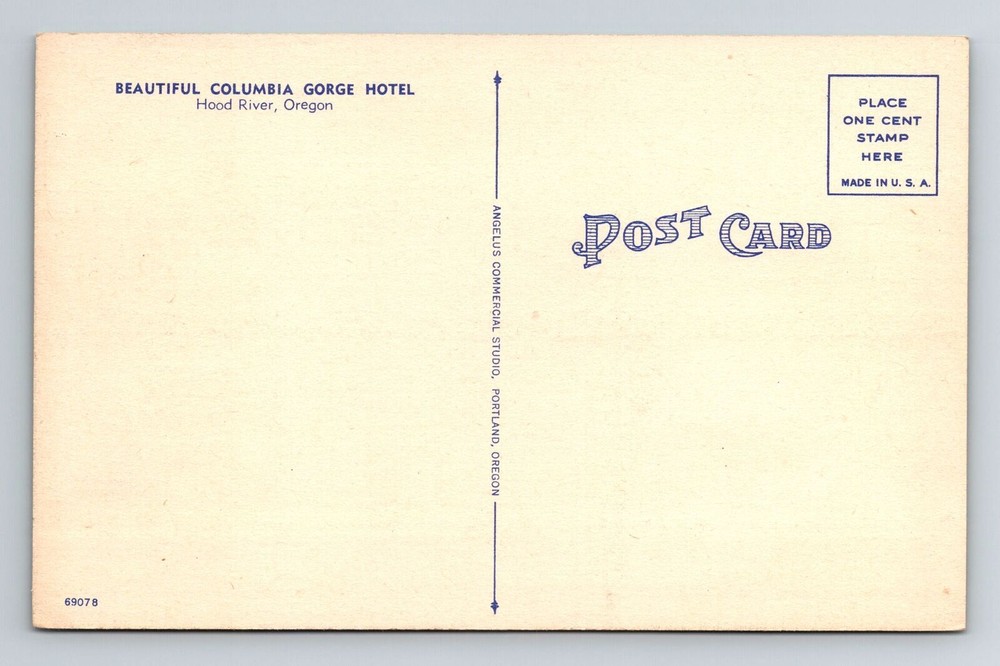 BEAUTIFUL COLUMBIA GORGE HOTEL
Hood River, Oregon
ANGELUS COMMERCIAL STUDIO, PORTLAND, OREGON
PLACE
ONE CENT
STAMP
HERE
MADE IN U. S. A.
POST CARD
69078